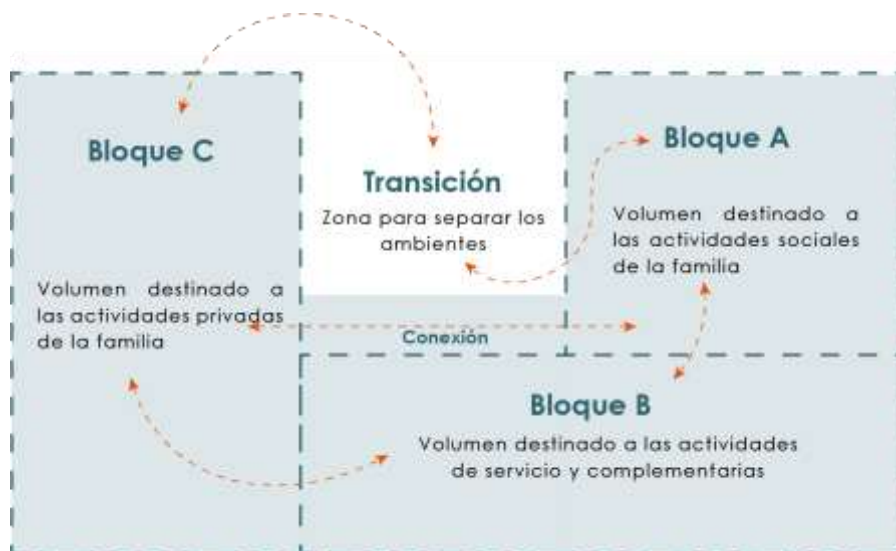 Bloque C
Volumen destinado a
las actividades privadas
de la familia
Transición
Zona para separar los
ambientes
Bloque A
Volumen destinado a
las actividades sociales
de la familia
Conexión
Bloque B
Volumen destinado a las actividades
de servicio y complementarias